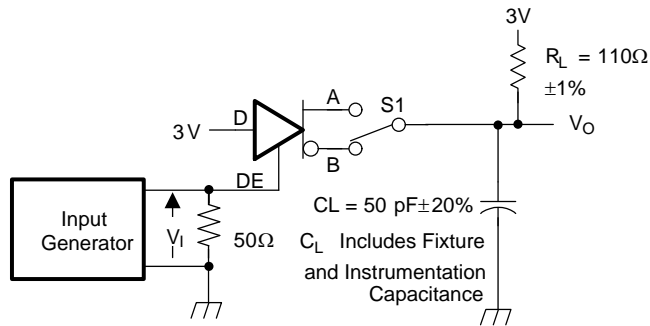 3V
R_L = 110Ω
±1%
A
S1
3V
D
V_O
B
DE
CL = 50 pF±20%
Input
Generator
V_I
50Ω
C_L Includes Fixture
and Instrumentation
Capacitance